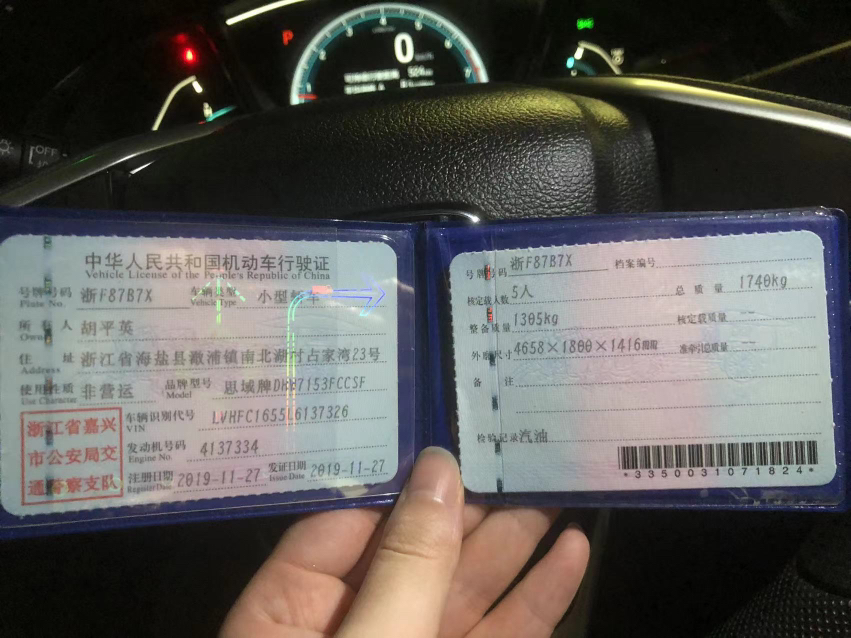 P
0
OFF
中华人民共和国机动车行驶证
Vehicle License of the People's Republic of China
号牌号码 浙F87B7X 车辆类型 小型轿车
Plate No. Vehicle Type
所有人 胡平英
Owner
住址 浙江省海盐县澉浦镇南北湖村占家湾23号
Address
使用性质 非营运 品牌型号 思域牌DHW7153FCCSF
Use Character Model
浙江省嘉兴
市公安局交
通警察支队
车辆识别代号 LVHFC1655L6137326
VIN
发动机号码 4137334
Engine No.
注册日期 2019-11-27 发证日期 2019-11-27
Register Date Issue Date
号牌号码 浙F87B7X 档案编号
核定载人数 5人 总质量 1740kg
整备质量 1305kg 核定载质量 --
外廓尺寸 4658×1800×1416mm 准牵引总质量 --
备注
检验记录 汽油
*3350031071824*